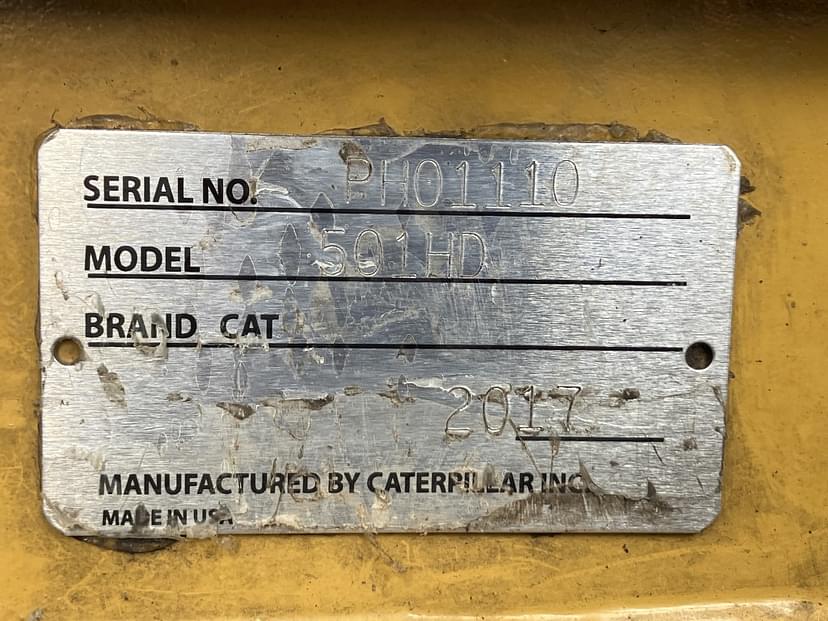 SERIAL NO. PH01110
MODEL 501HD
BRAND CAT
2017
MANUFACTURED BY CATERPILLAR INC.
MADE IN USA